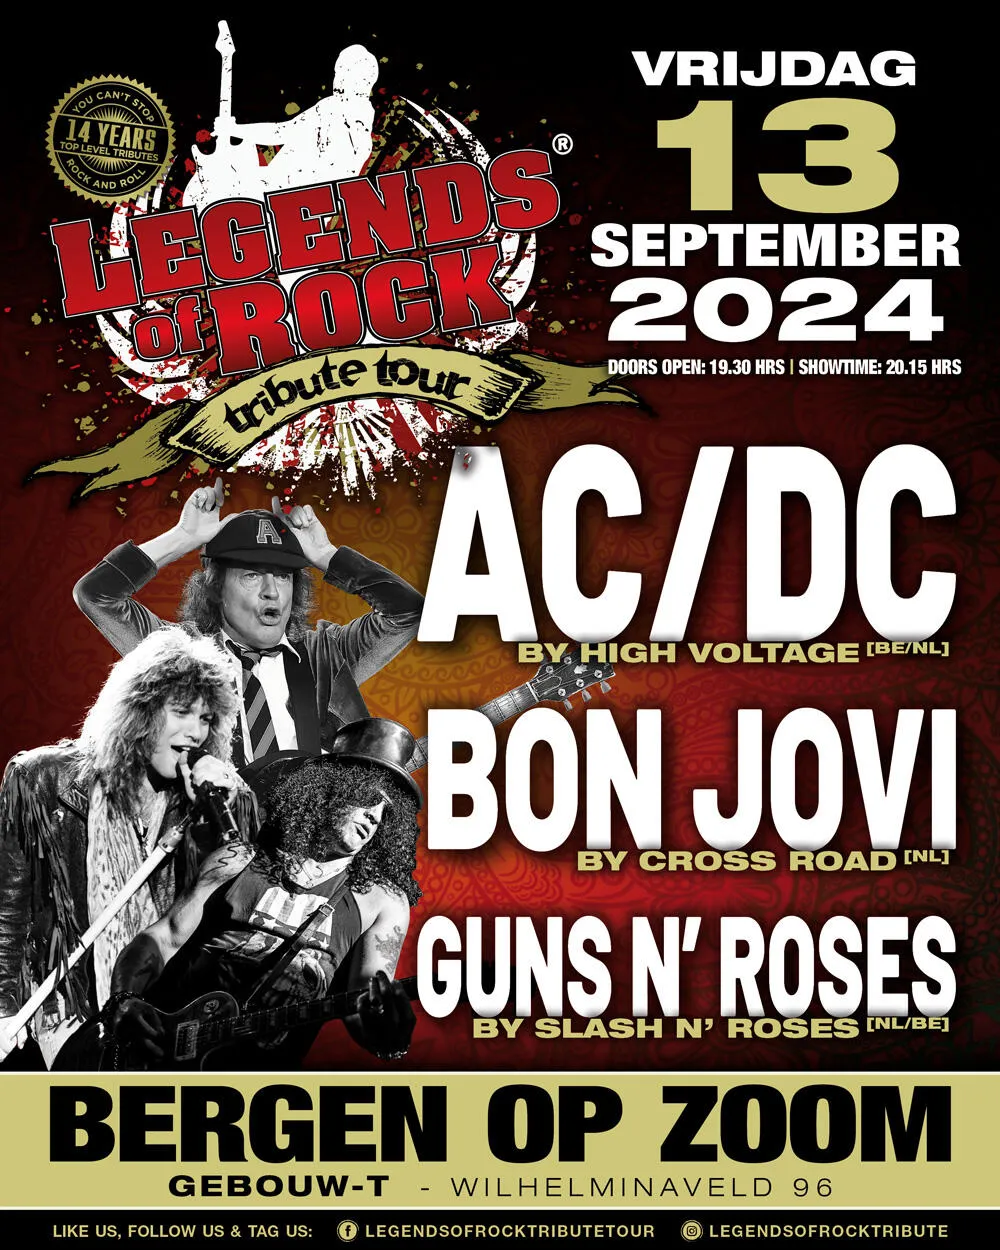 YOU CAN'T STOP
14 YEARS
TOP LEVEL TRIBUTES
ROCK AND ROLL
LEGENDS ®
of ROCK
tribute tour
VRIJDAG
13
SEPTEMBER
2024
DOORS OPEN: 19.30 HRS | SHOWTIME: 20.15 HRS
A
AC/DC
BY HIGH VOLTAGE [BE/NL]
BON JOVI
BY CROSS ROAD [NL]
GUNS N’ ROSES
BY SLASH N’ ROSES [NL/BE]
BERGEN OP ZOOM
GEBOUW-T - WILHELMINAVELD 96
LIKE US, FOLLOW US & TAG US: LEGENDSOFROCKTRIBUTETOUR LEGENDSOFROCKTRIBUTE